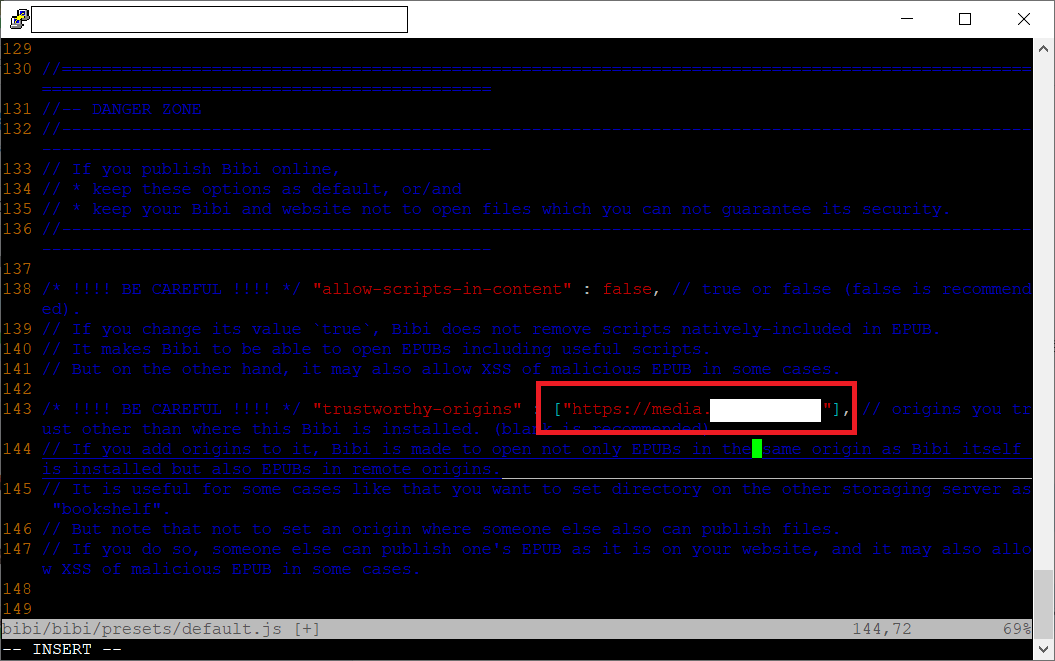 129
130 //=================================================================================================
=============================================
131 //-- DANGER ZONE
132 //-------------------------------------------------------------------------------------------------
---------------------------------------------
133 // If you publish Bibi online,
134 // * keep these options as default, or/and
135 // * keep your Bibi and website not to open files which you can not guarantee its security.
136 //-------------------------------------------------------------------------------------------------
---------------------------------------------
137
138 /* !!!! BE CAREFUL !!!! */ "allow-scripts-in-content" : false, // true or false (false is recommend
ed).
139 // If you change its value `true`, Bibi does not remove scripts natively-included in EPUB.
140 // It makes Bibi to be able to open EPUBs including useful scripts.
141 // But on the other hand, it may also allow XSS of malicious EPUB in some cases.
142
143 /* !!!! BE CAREFUL !!!! */ "trustworthy-origins" : ["https://media. "], // origins you tr
ust other than where this Bibi is installed. (blank is recommended)
144 // If you add origins to it, Bibi is made to open not only EPUBs in the same origin as Bibi itself
is installed but also EPUBs in remote origins.
145 // It is useful for some cases like that you want to set directory on the other storaging server as
"bookshelf".
146 // But note that not to set an origin where someone else also can publish files.
147 // If you do so, someone else can publish one's EPUB as it is on your website, and it may also allo
w XSS of malicious EPUB in some cases.
148
149
bibi/bibi/presets/default.js [+] 144,72 69%
-- INSERT --